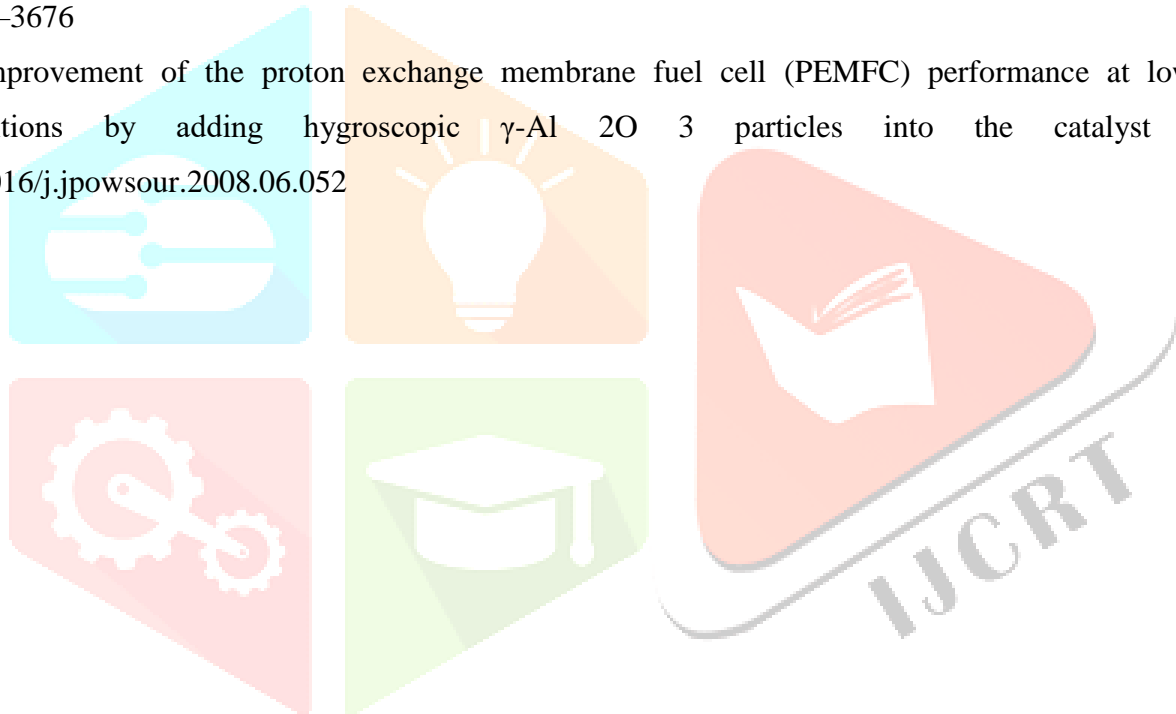 –3676
nprovement of the proton exchange membrane fuel cell (PEMFC) performance at lov
tions by adding hygroscopic γ-Al 2O 3 particles into the catalyst
016/j.jpowsour.2008.06.052
IJCRT